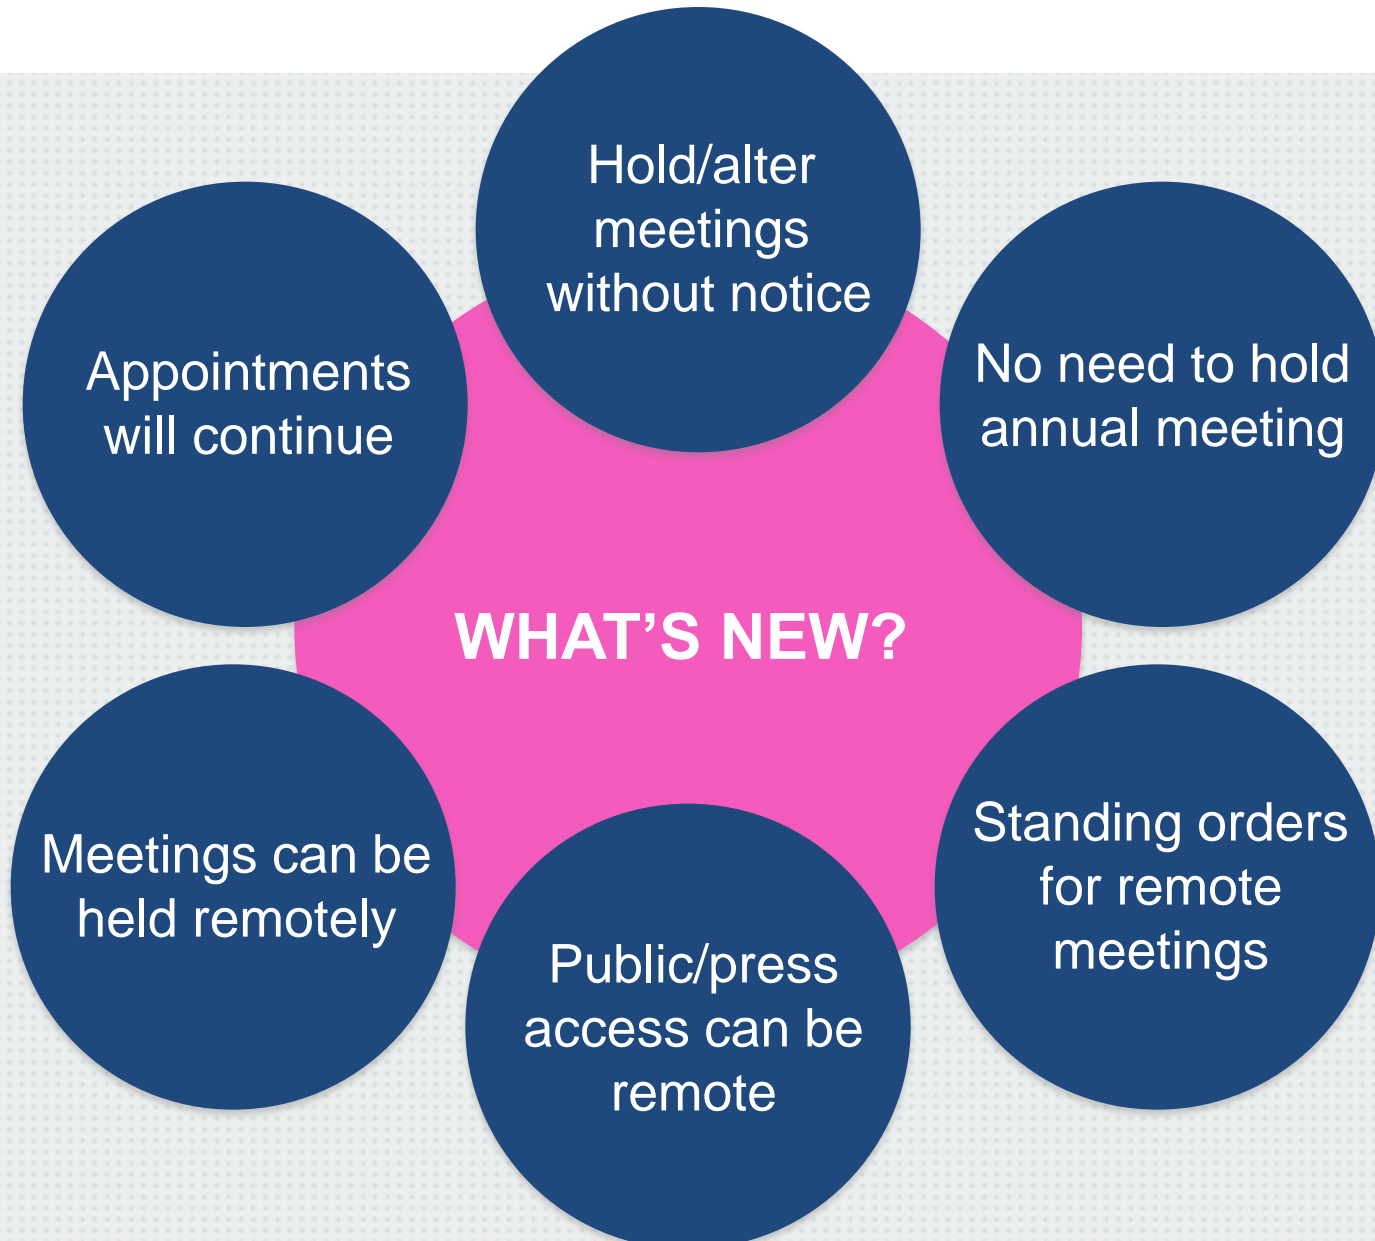 Hold/alter
meetings
without notice
Appointments
will continue
No need to hold
annual meeting
WHAT’S NEW?
Meetings can be
held remotely
Standing orders
for remote
meetings
Public/press
access can be
remote